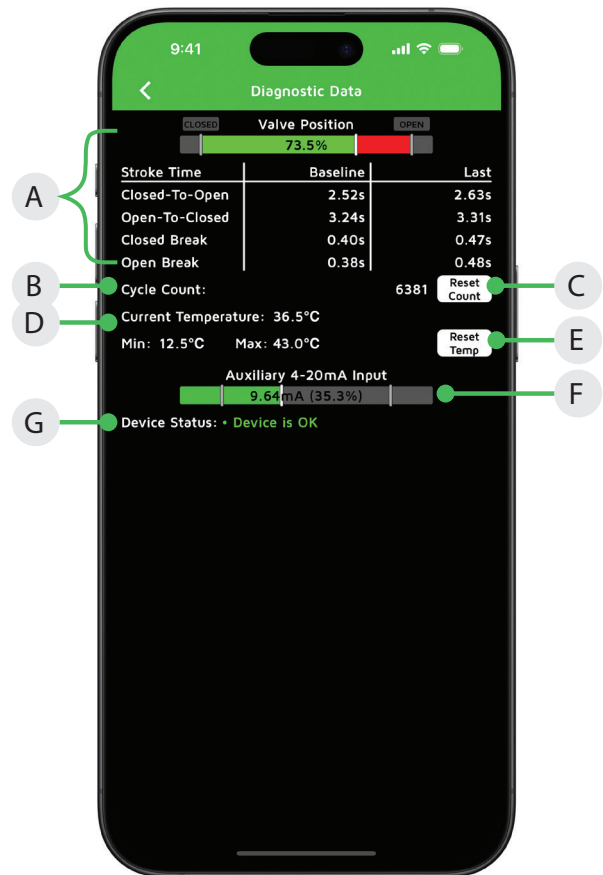 9:41
Diagnostic Data
CLOSED Valve Position OPEN
73.5%
Stroke Time Baseline Last
Closed-To-Open 2.52s 2.63s
Open-To-Closed 3.24s 3.31s
Closed Break 0.40s 0.47s
Open Break 0.38s 0.48s
A
B
Cycle Count: 6381
Reset
Count
C
D
Current Temperature: 36.5°C
Min: 12.5°C Max: 43.0°C
Reset
Temp
E
Auxiliary 4-20mA Input
9.64mA (35.3%)
F
G
Device Status: • Device is OK